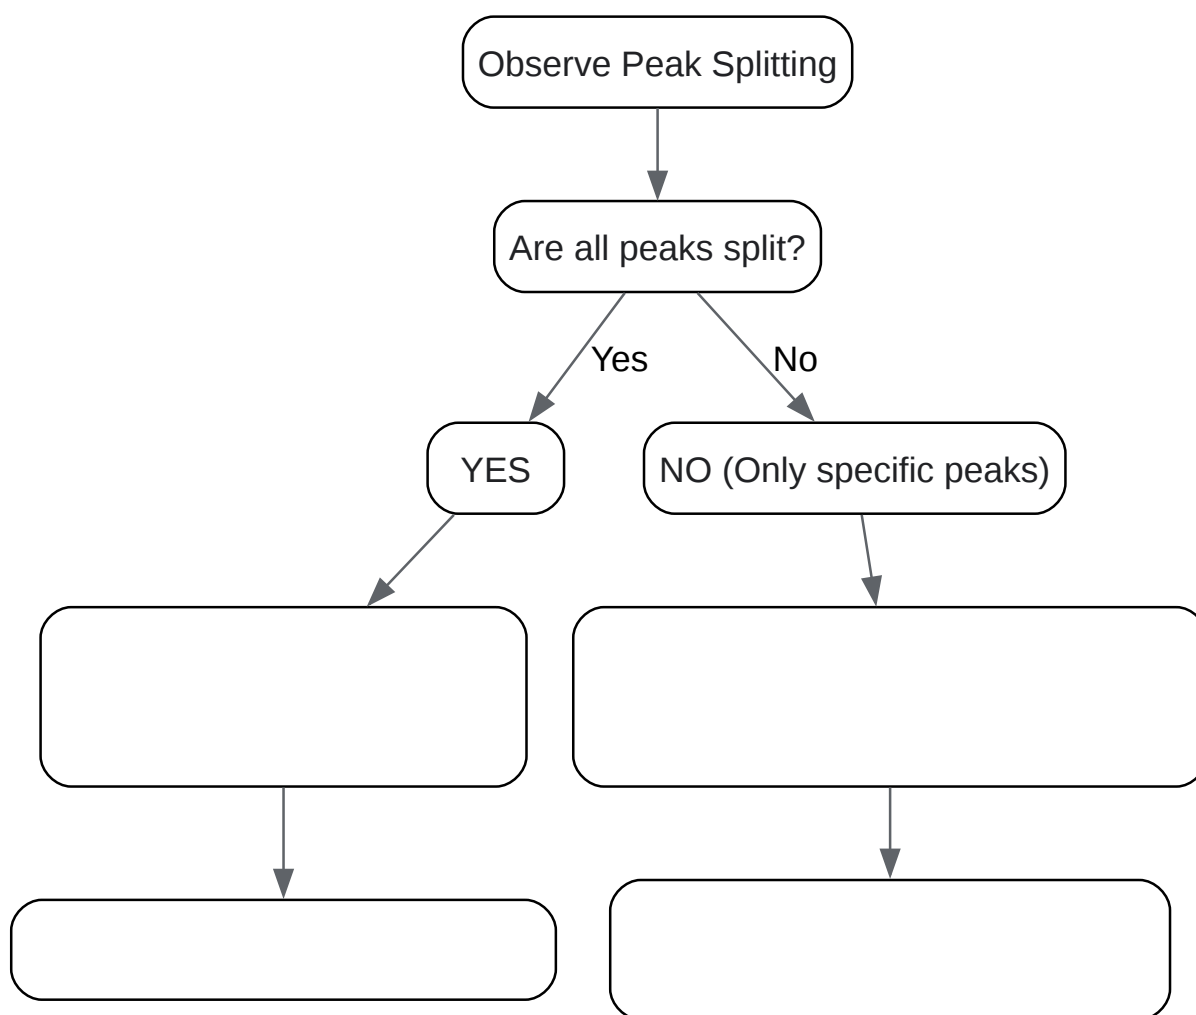 Observe Peak Splitting
Are all peaks split?
Yes
No
YES
NO (Only specific peaks)